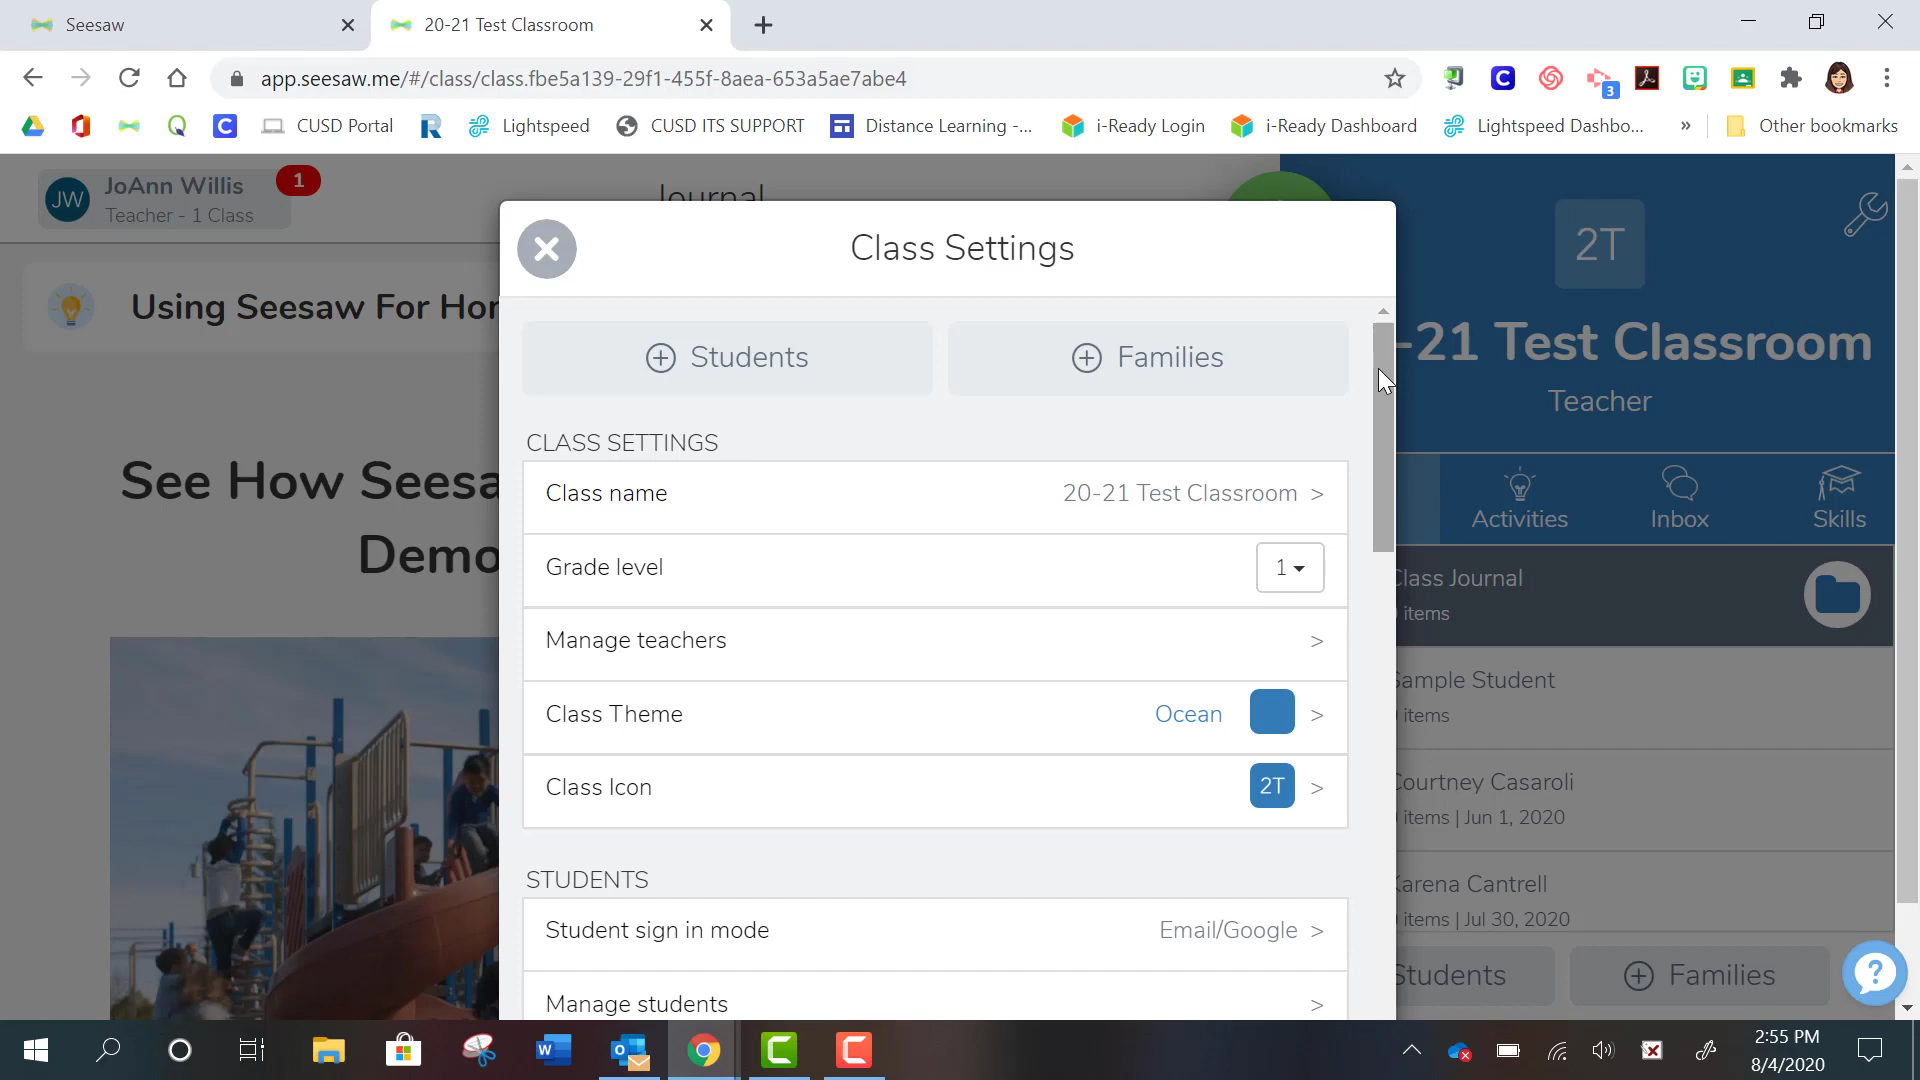 Seesaw
20-21 Test Classroom
app.seesaw.me/#/class/class.fbe5a139-29f1-455f-8aea-653a5ae7abe4
3
CUSD Portal
Lightspeed
CUSD ITS SUPPORT
Distance Learning -...
i-Ready Login
i-Ready Dashboard
Lightspeed Dashbo...
»
Other bookmarks
JW
JoAnn Willis
Teacher - 1 Class
1
Journal
Using Seesaw For Hor
See How Seesa
Demo
Class Settings
Students
Families
CLASS SETTINGS
Class name
20-21 Test Classroom >
Grade level
1
Manage teachers
>
Class Theme
Ocean >
Class Icon
2T >
STUDENTS
Student sign in mode
Email/Google >
Manage students
>
2T
-21 Test Classroom
Teacher
Activities
Inbox
Skills
Class Journal
items
Sample Student
items
Courtney Casaroli
items | Jun 1, 2020
Karena Cantrell
items | Jul 30, 2020
Students
Families
?
2:55 PM
8/4/2020